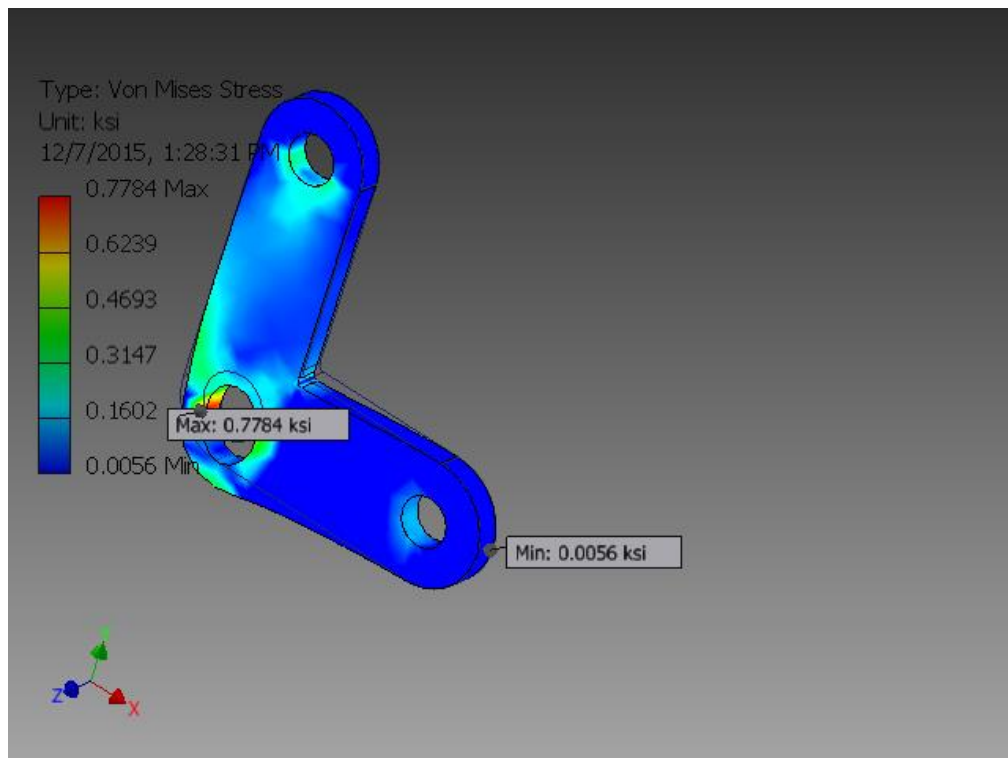 Type: Von Mises Stress
Unit: ksi
12/7/2015, 1:28:31 PM
0.7784 Max
0.6239
0.4693
0.3147
0.1602
0.0056 Min
Max: 0.7784 ksi
Min: 0.0056 ksi
Y
Z
X